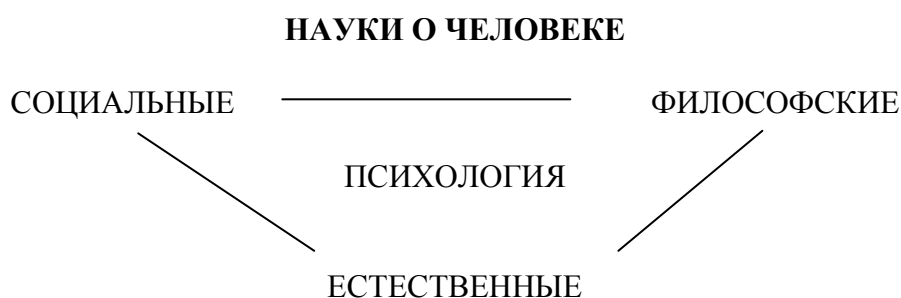 НАУКИ О ЧЕЛОВЕКЕ
СОЦИАЛЬНЫЕ ФИЛОСОФСКИЕ
ПСИХОЛОГИЯ
ЕСТЕСТВЕННЫЕ